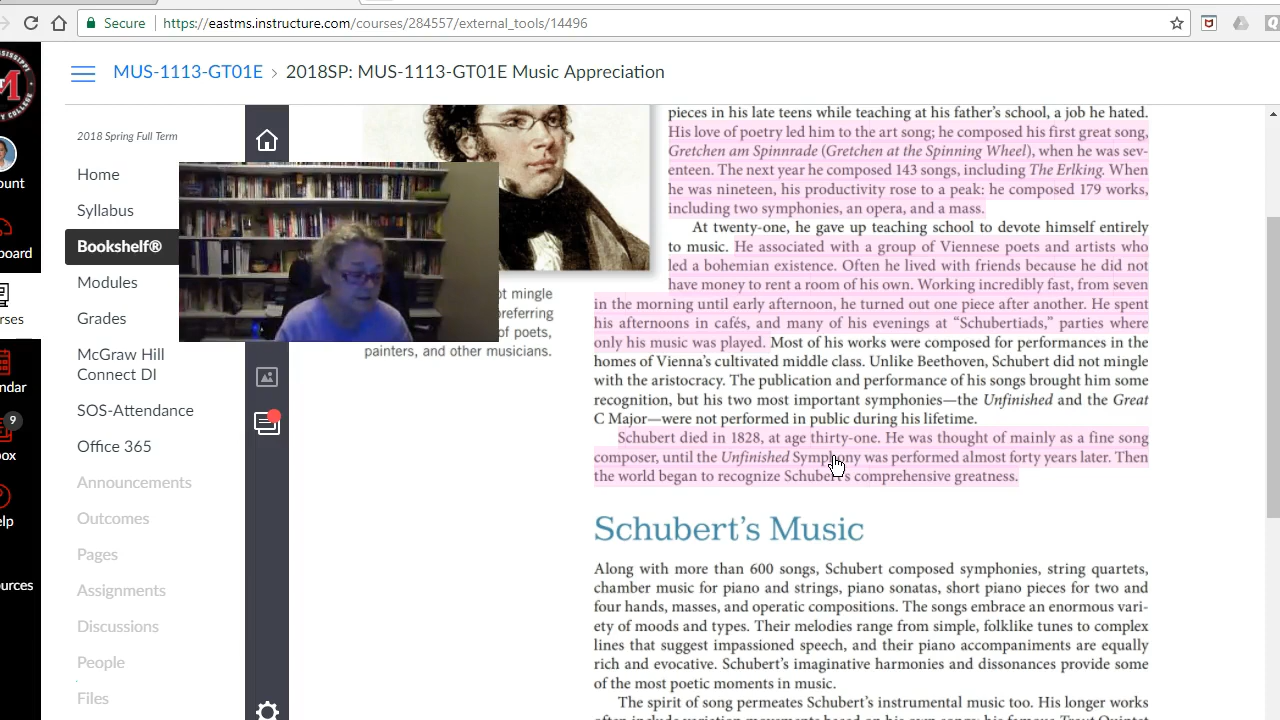 Secure https://eastms.instructure.com/courses/284557/external_tools/14496
MUS-1113-GT01E > 2018SP: MUS-1113-GT01E Music Appreciation
2018 Spring Full Term
Home
Syllabus
Bookshelf®
Modules
Grades
McGraw Hill
Connect DI
SOS-Attendance
Office 365
Announcements
Outcomes
Pages
Assignments
Discussions
People
Files
ount
board
rses
ndar
9
box
elp
ources
pieces in his late teens while teaching at his father's school, a job he hated.
His love of poetry led him to the art song; he composed his first great song,
Gretchen am Spinnrade (Gretchen at the Spinning Wheel), when he was sev-
enteen. The next year he composed 143 songs, including The Erlking. When
he was nineteen, his productivity rose to a peak: he composed 179 works,
including two symphonies, an opera, and a mass.
At twenty-one, he gave up teaching school to devote himself entirely
to music. He associated with a group of Viennese poets and artists who
led a bohemian existence. Often he lived with friends because he did not
have money to rent a room of his own. Working incredibly fast, from seven
in the morning until early afternoon, he turned out one piece after another. He spent
his afternoons in cafés, and many of his evenings at “Schubertiads,” parties where
only his music was played. Most of his works were composed for performances in the
homes of Vienna's cultivated middle class. Unlike Beethoven, Schubert did not mingle
with the aristocracy. The publication and performance of his songs brought him some
recognition, but his two most important symphonies—the Unfinished and the Great
C Major—were not performed in public during his lifetime.
Schubert died in 1828, at age thirty-one. He was thought of mainly as a fine song
composer, until the Unfinished Symphony was performed almost forty years later. Then
the world began to recognize Schubert's comprehensive greatness.
ot mingle
referring
of poets,
painters, and other musicians.
Schubert's Music
Along with more than 600 songs, Schubert composed symphonies, string quartets,
chamber music for piano and strings, piano sonatas, short piano pieces for two and
four hands, masses, and operatic compositions. The songs embrace an enormous vari-
ety of moods and types. Their melodies range from simple, folklike tunes to complex
lines that suggest impassioned speech, and their piano accompaniments are equally
rich and evocative. Schubert's imaginative harmonies and dissonances provide some
of the most poetic moments in music.
The spirit of song permeates Schubert's instrumental music too. His longer works
often include variation movements based on his own songs; his famous Trout Quintet